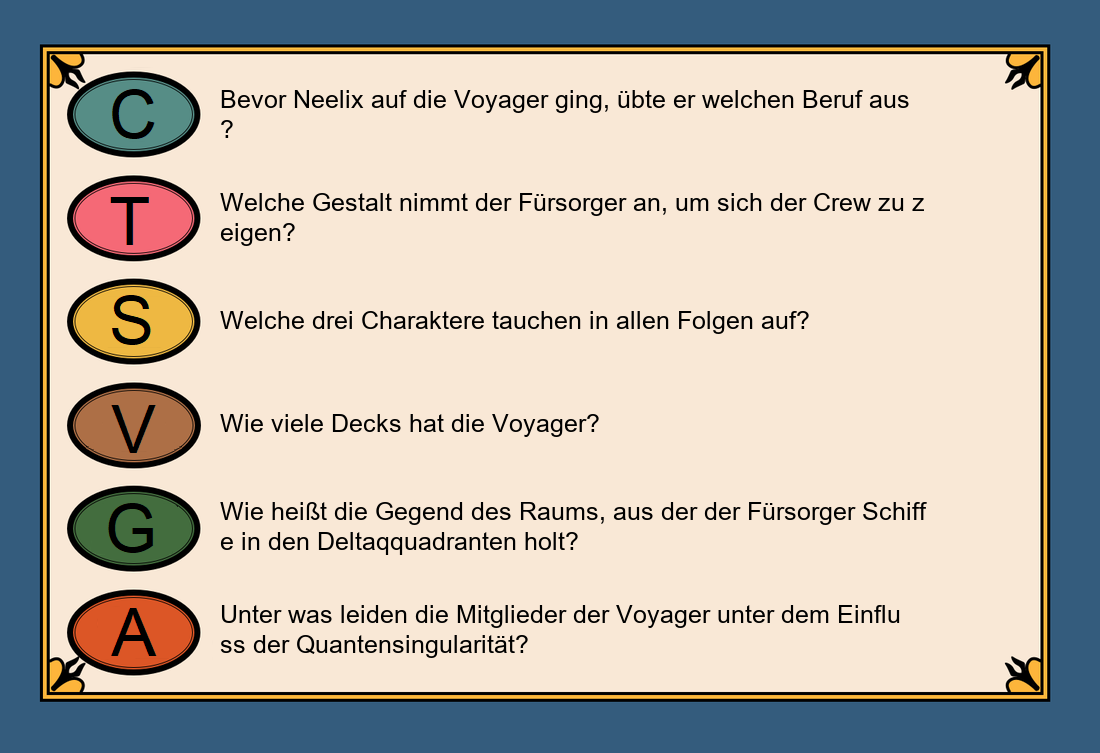 C
Bevor Neelix auf die Voyager ging, übte er welchen Beruf aus
?
T
Welche Gestalt nimmt der Fürsorger an, um sich der Crew zu z
eigen?
S
Welche drei Charaktere tauchen in allen Folgen auf?
V
Wie viele Decks hat die Voyager?
G
Wie heißt die Gegend des Raums, aus der der Fürsorger Schiff
e in den Deltaqquadranten holt?
A
Unter was leiden die Mitglieder der Voyager unter dem Einflu
ss der Quantensingularität?